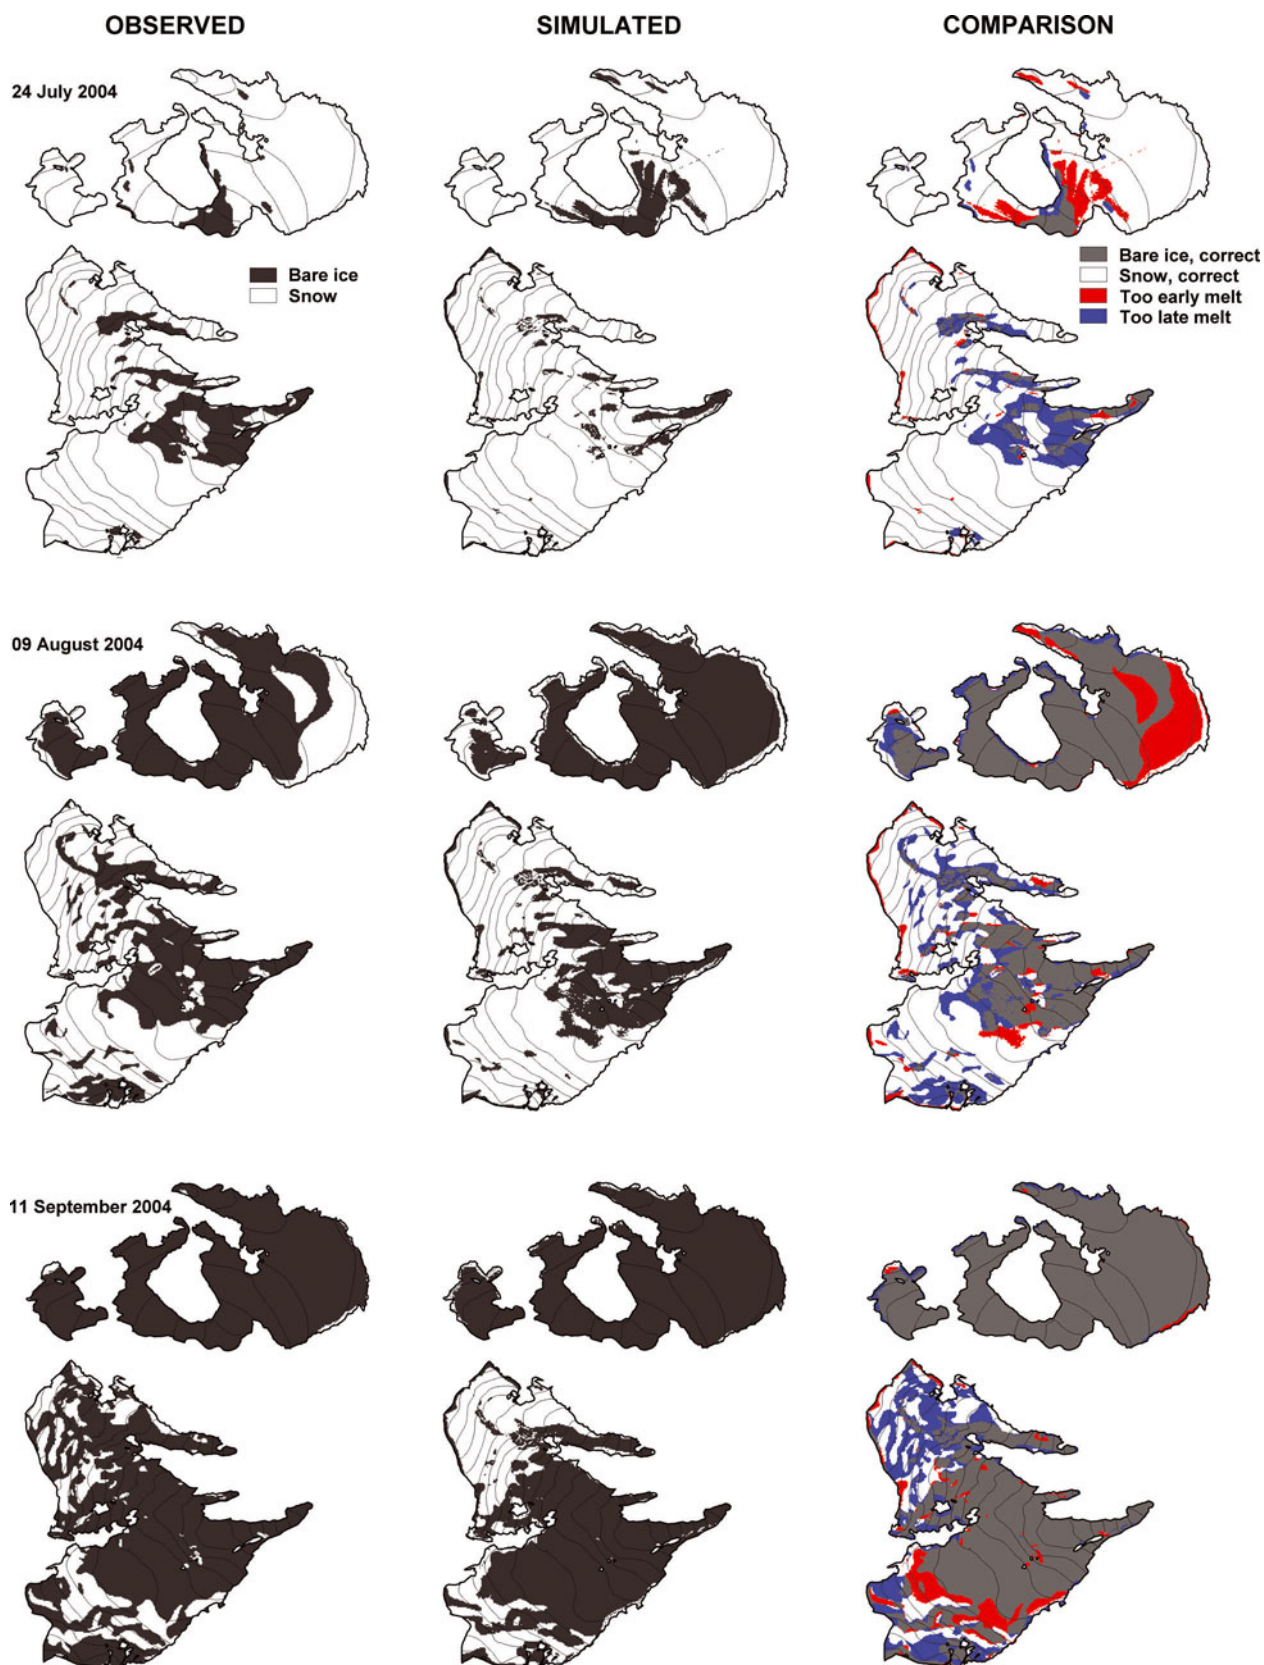 OBSERVED SIMULATED COMPARISON
24 July 2004
Bare ice
Snow
Bare ice, correct
Snow, correct
Too early melt
Too late melt
09 August 2004
11 September 2004